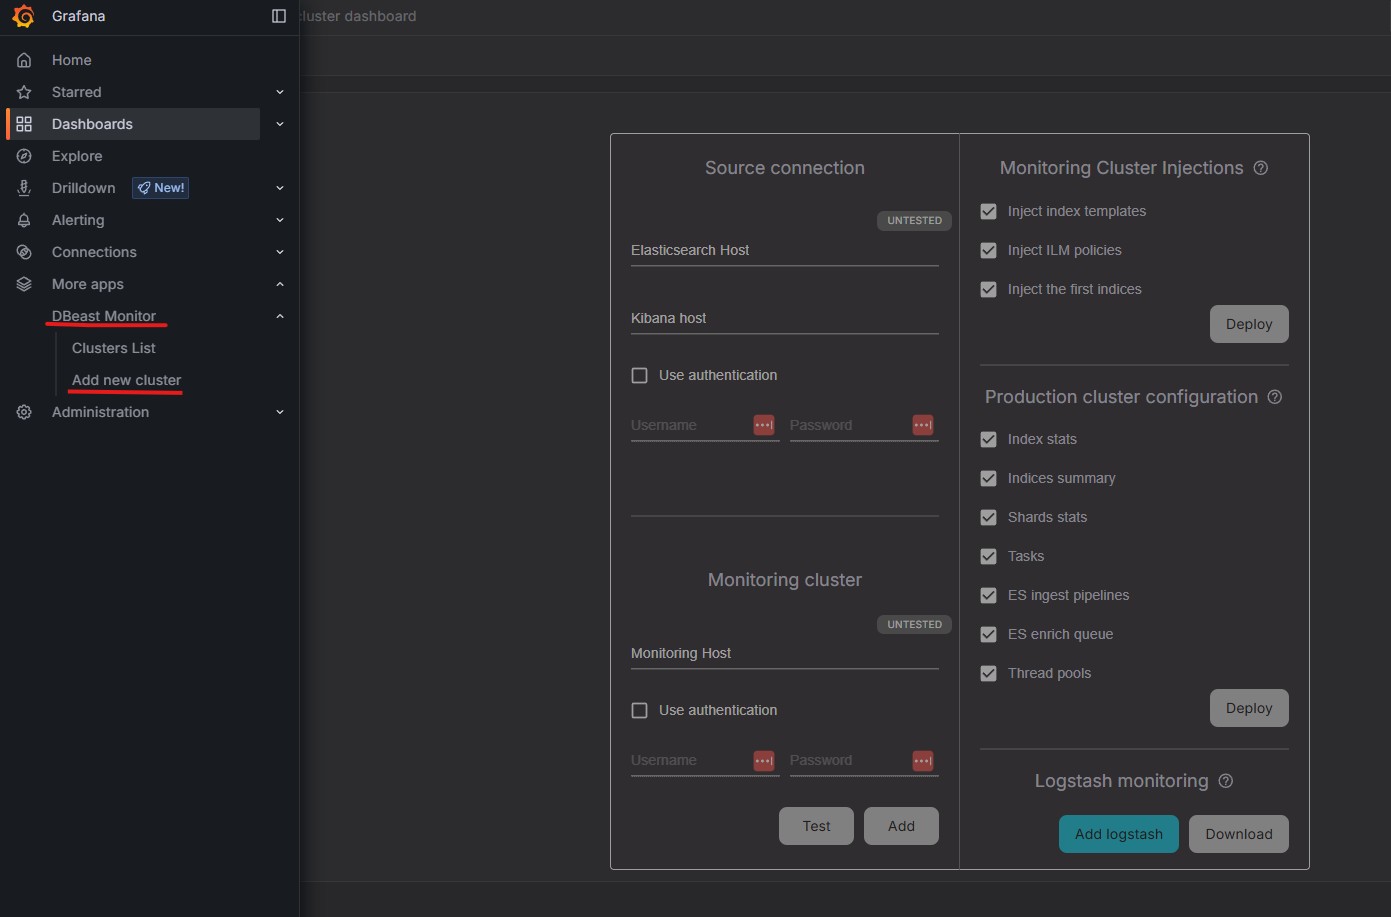 Grafana
cluster dashboard
Home
Starred
Dashboards
Explore
Drilldown New!
Alerting
Connections
More apps
DBeast Monitor
Clusters List
Add new cluster
Administration
Source connection
UNTESTED
Elasticsearch Host
Kibana host
Use authentication
Username Password
Monitoring cluster
UNTESTED
Monitoring Host
Use authentication
Username Password
Test Add
Monitoring Cluster Injections
Inject index templates
Inject ILM policies
Inject the first indices
Deploy
Production cluster configuration
Index stats
Indices summary
Shards stats
Tasks
ES ingest pipelines
ES enrich queue
Thread pools
Deploy
Logstash monitoring
Add logstash Download